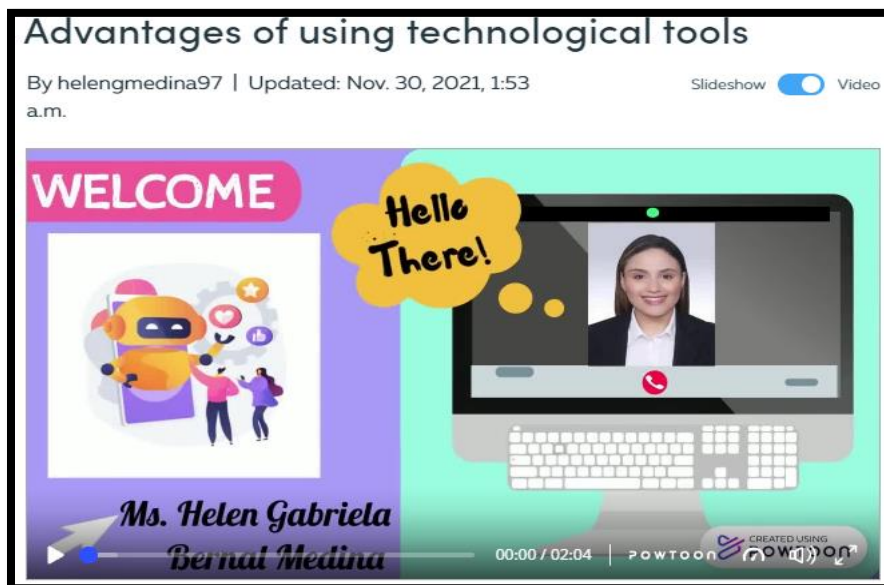 Advantages of using technological tools
By helengmedina97 | Updated: Nov. 30, 2021, 1:53
a.m.
Slideshow
Video
WELCOME
Hello
There!
Ms. Helen Gabriela
Bernal Medina
00:00 / 02:04
POWTOON
CREATED USING
POWTOON